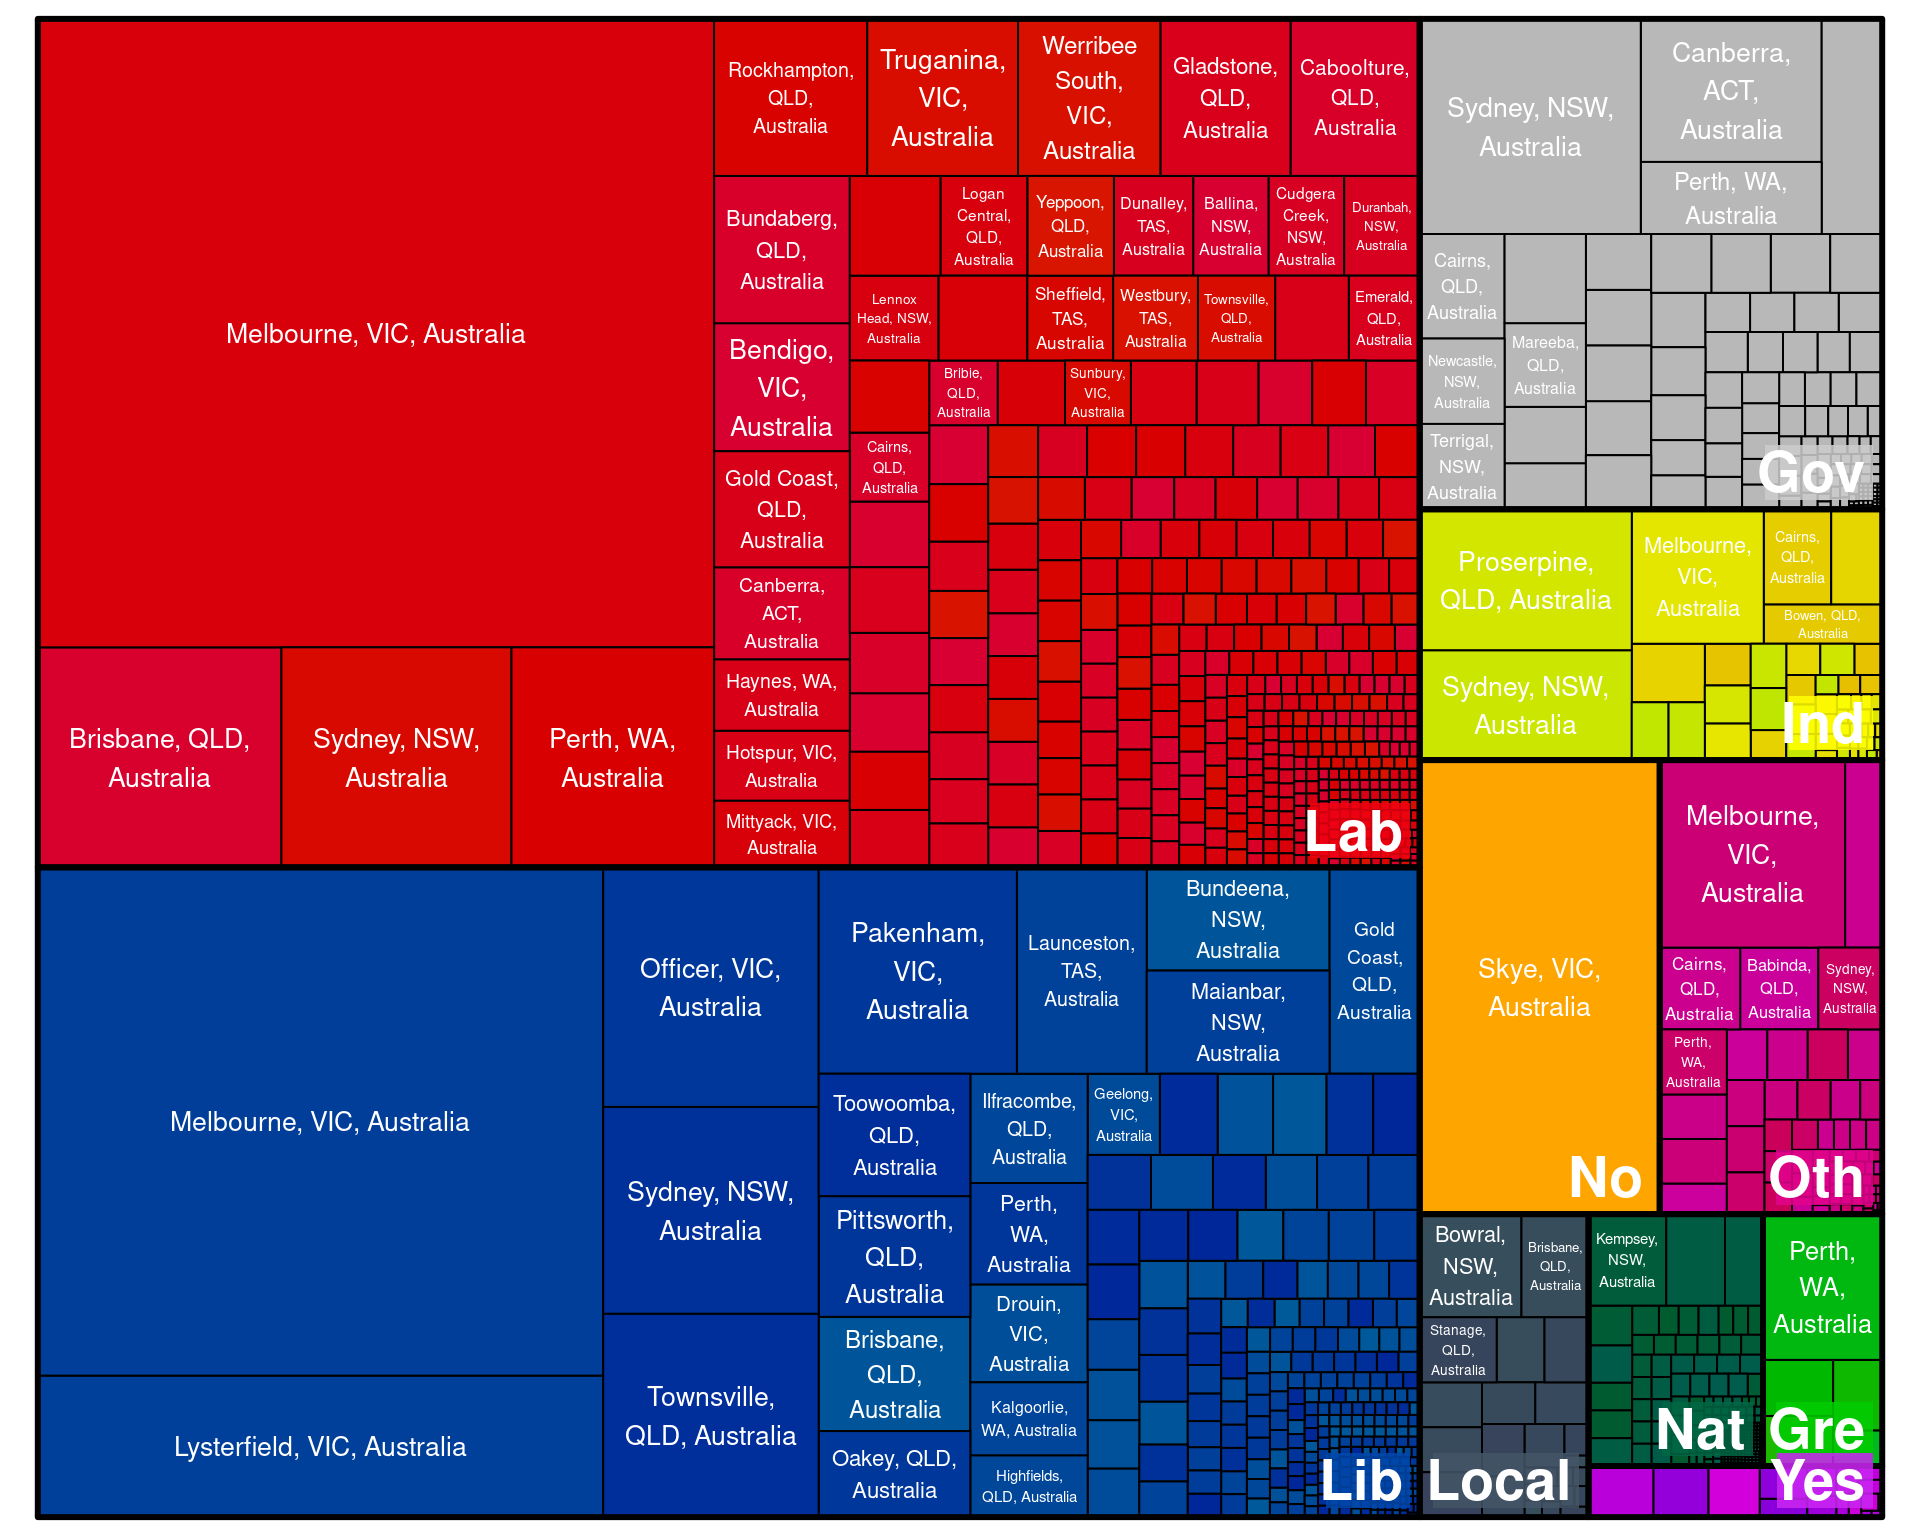 Melbourne, VIC, Australia
Brisbane, QLD,
Australia
Sydney, NSW,
Australia
Perth, WA,
Australia
Rockhampton,
QLD,
Australia
Truganina,
VIC,
Australia
Werribee
South,
VIC,
Australia
Gladstone,
QLD,
Australia
Caboolture,
QLD,
Australia
Bundaberg,
QLD,
Australia
Bendigo,
VIC,
Australia
Gold Coast,
QLD,
Australia
Canberra,
ACT,
Australia
Haynes, WA,
Australia
Hotspur, VIC,
Australia
Mittyack, VIC,
Australia
Logan
Central,
QLD,
Australia
Yeppoon,
QLD,
Australia
Dunalley,
TAS,
Australia
Ballina,
NSW,
Australia
Cudgera
Creek,
NSW,
Australia
Duranbah,
NSW,
Australia
Lennox
Head, NSW,
Australia
Sheffield,
TAS,
Australia
Westbury,
TAS,
Australia
Townsville,
QLD,
Australia
Emerald,
QLD,
Australia
Bribie,
QLD,
Australia
Sunbury,
VIC,
Australia
Cairns,
QLD,
Australia
Lab
Melbourne, VIC, Australia
Lysterfield, VIC, Australia
Officer, VIC,
Australia
Sydney, NSW,
Australia
Townsville,
QLD, Australia
Pakenham,
VIC,
Australia
Launceston,
TAS,
Australia
Bundeena,
NSW,
Australia
Maianbar,
NSW,
Australia
Gold
Coast,
QLD,
Australia
Toowoomba,
QLD,
Australia
Pittsworth,
QLD,
Australia
Brisbane,
QLD,
Australia
Oakey, QLD,
Australia
Ilfracombe,
QLD,
Australia
Perth,
WA,
Australia
Drouin,
VIC,
Australia
Kalgoorlie,
WA, Australia
Highfields,
QLD, Australia
Geelong,
VIC,
Australia
Lib
Sydney, NSW,
Australia
Canberra,
ACT,
Australia
Perth, WA,
Australia
Cairns,
QLD,
Australia
Newcastle,
NSW,
Australia
Terrigal,
NSW,
Australia
Mareeba,
QLD,
Australia
Gov
Proserpine,
QLD, Australia
Sydney, NSW,
Australia
Melbourne,
VIC,
Australia
Cairns,
QLD,
Australia
Bowen, QLD,
Australia
Ind
Skye, VIC,
Australia
No
Melbourne,
VIC,
Australia
Cairns,
QLD,
Australia
Babinda,
QLD,
Australia
Sydney,
NSW,
Australia
Perth,
WA,
Australia
Oth
Bowral,
NSW,
Australia
Brisbane,
QLD,
Australia
Stanage,
QLD,
Australia
Local
Kempsey,
NSW,
Australia
Nat
Perth,
WA,
Australia
Gre
Yes